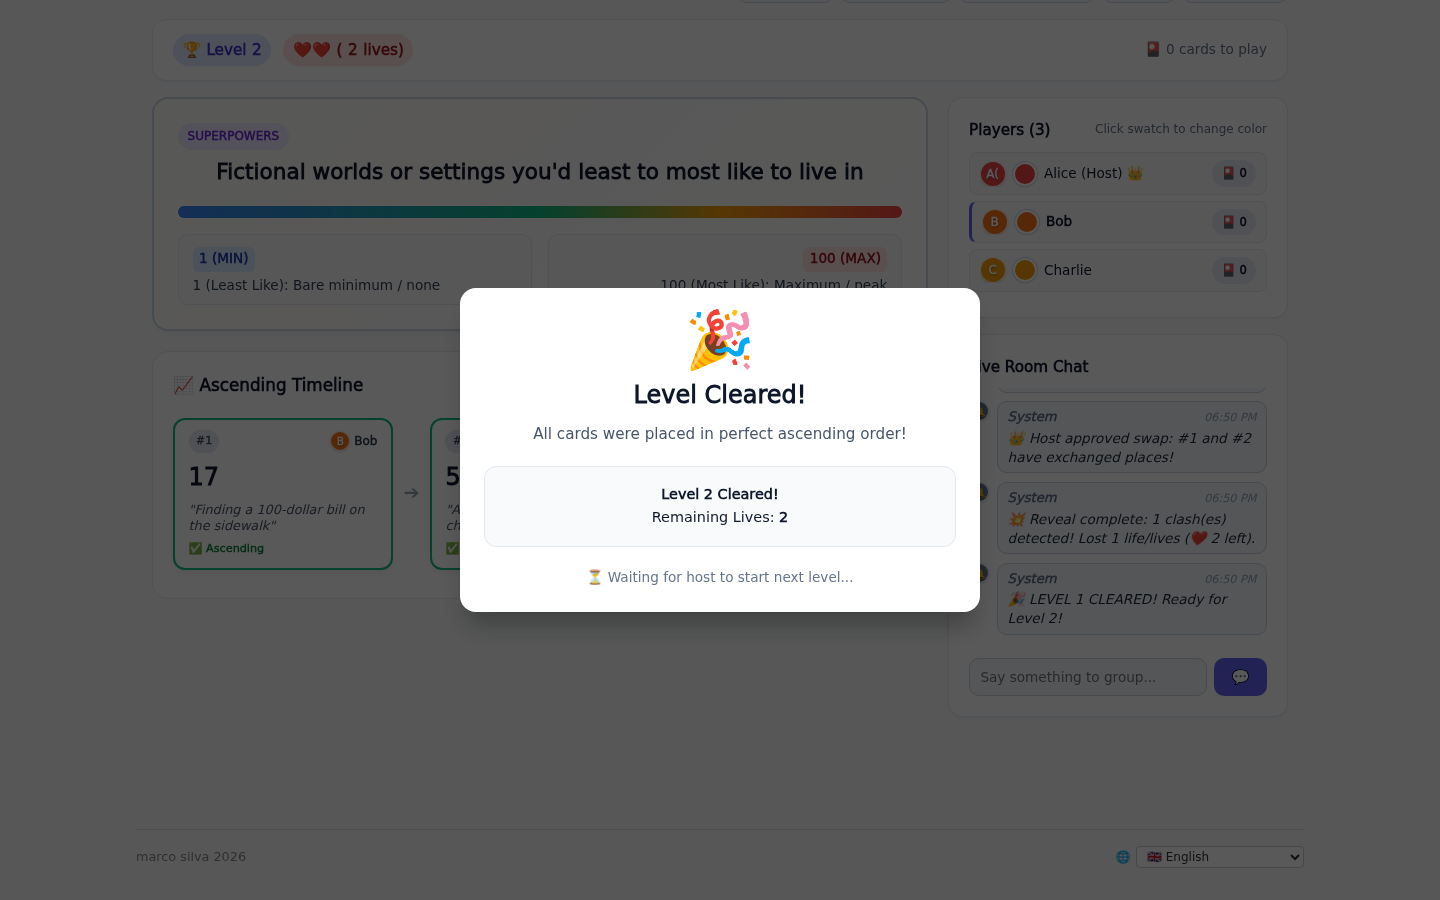 🏆 Level 2
❤️❤️ ( 2 lives)
🎴 0 cards to play
SUPERPOWERS
Fictional worlds or settings you'd least to most like to live in
1 (MIN)
1 (Least Like): Bare minimum / none
100 (MAX)
100 (Most Like): Maximum / peak
Players (3)
Click swatch to change color
A( Alice (Host) 👑 🎴 0
B Bob 🎴 0
C Charlie 🎴 0
📈 Ascending Timeline
#1 B Bob
17
"Finding a 100-dollar bill on
the sidewalk"
✅ Ascending
→
🎉
Level Cleared!
All cards were placed in perfect ascending order!
Level 2 Cleared!
Remaining Lives: 2
⏳ Waiting for host to start next level...
Room Chat
System 06:50 PM
👑 Host approved swap: #1 and #2
have exchanged places!
System 06:50 PM
💥 Reveal complete: 1 clash(es)
detected! Lost 1 life/lives (❤️ 2 left).
System 06:50 PM
🎉 LEVEL 1 CLEARED! Ready for
Level 2!
Say something to group...
💬
marco silva 2026
🌐 🇬🇧 English